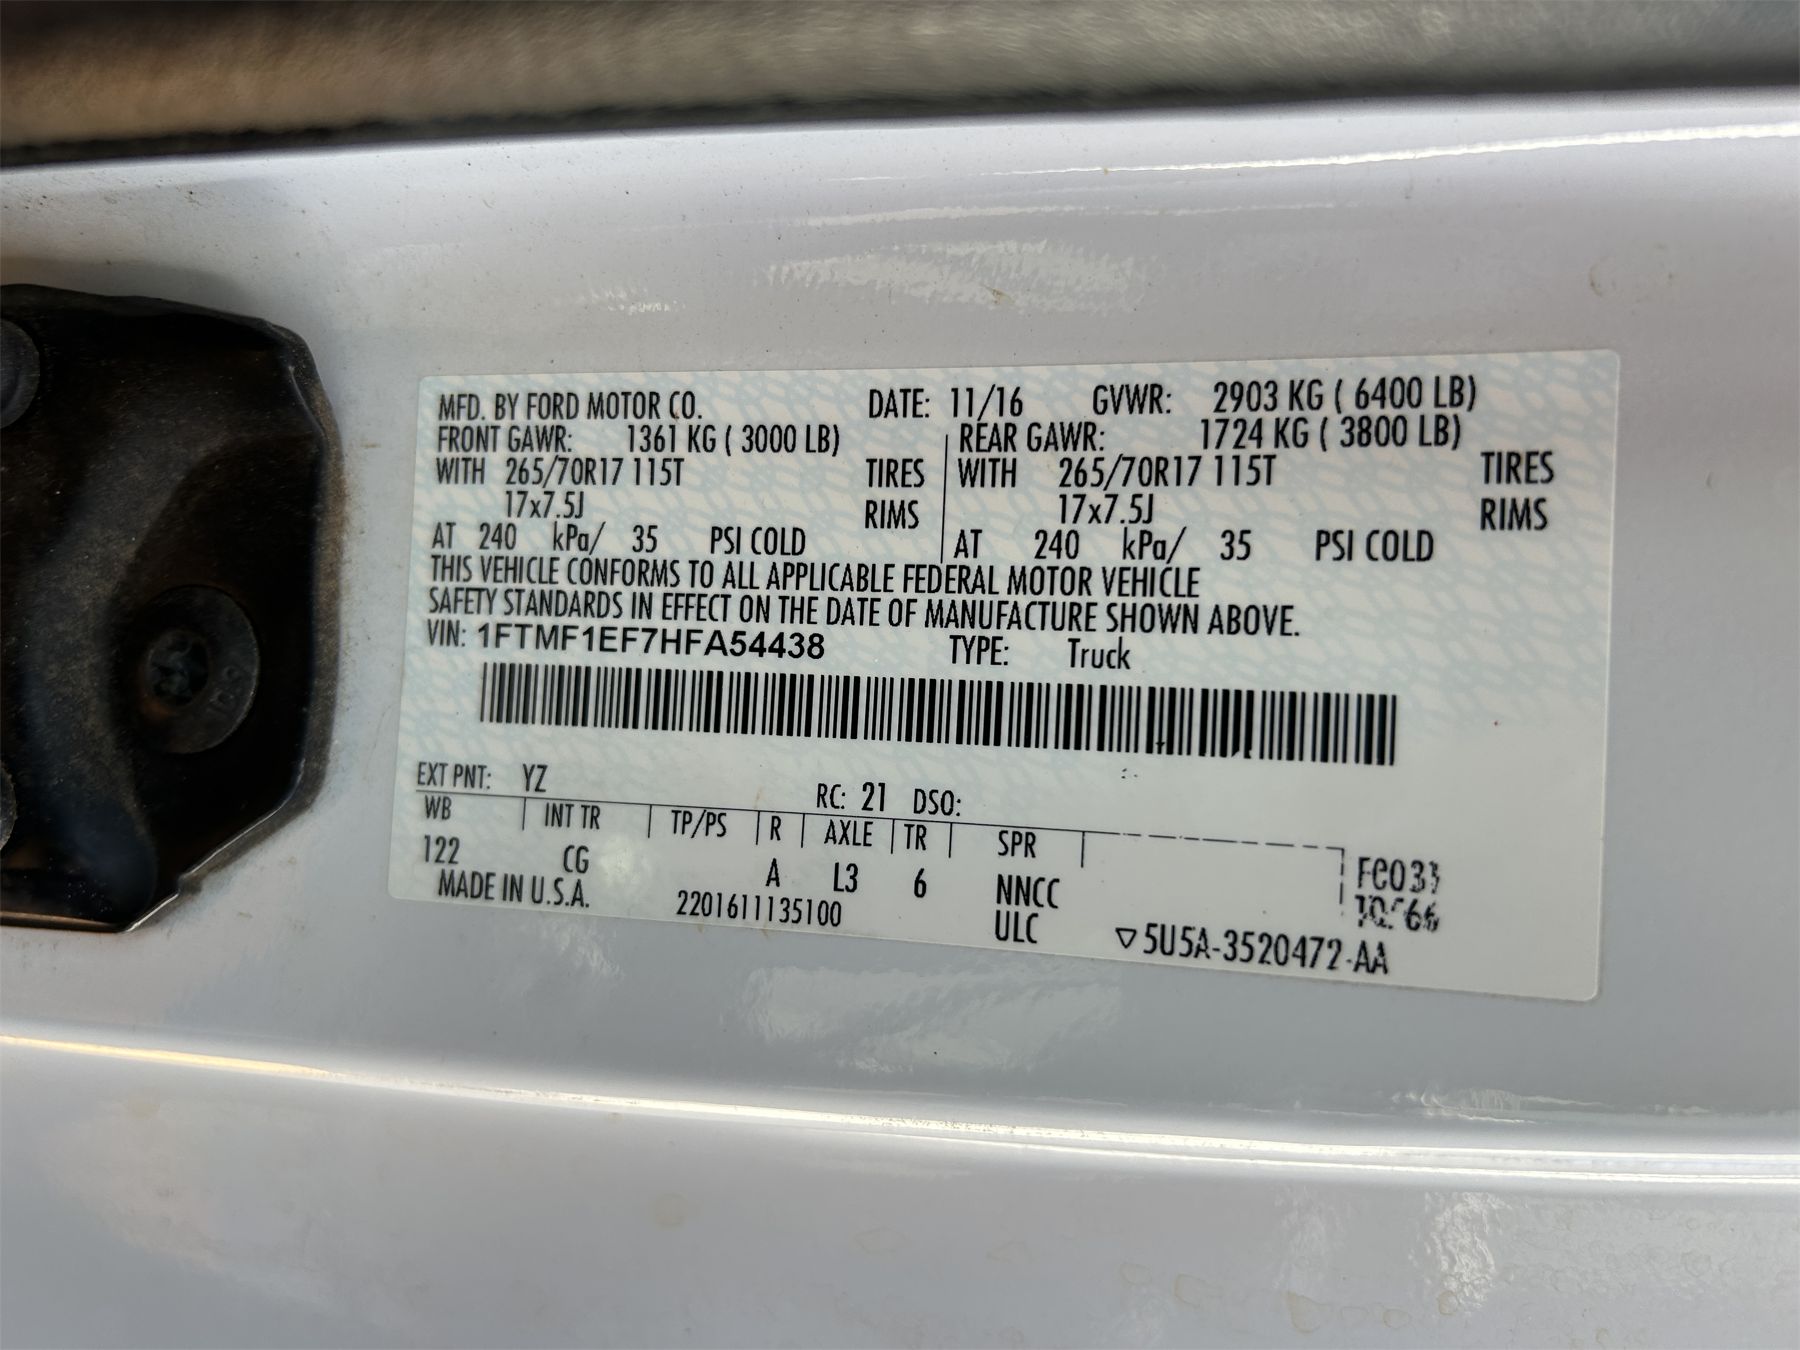 MFD. BY FORD MOTOR CO. DATE: 11/16 GVWR: 2903 KG ( 6400 LB)
FRONT GAWR: 1361 KG ( 3000 LB) REAR GAWR: 1724 KG ( 3800 LB)
WITH 265/70R17 115T TIRES WITH 265/70R17 115T TIRES
17x7.5J RIMS 17x7.5J RIMS
AT 240 kPa/ 35 PSI COLD AT 240 kPa/ 35 PSI COLD
THIS VEHICLE CONFORMS TO ALL APPLICABLE FEDERAL MOTOR VEHICLE
SAFETY STANDARDS IN EFFECT ON THE DATE OF MANUFACTURE SHOWN ABOVE.
VIN: 1FTMF1EF7HFA54438 TYPE: Truck
EXT PNT: YZ RC: 21 DSO:
WB INT TR TP/PS R AXLE TR SPR
122 CG A L3 6 NNCC
MADE IN U.S.A. 2201611135100 ULC
▽5U5A-3520472-AA